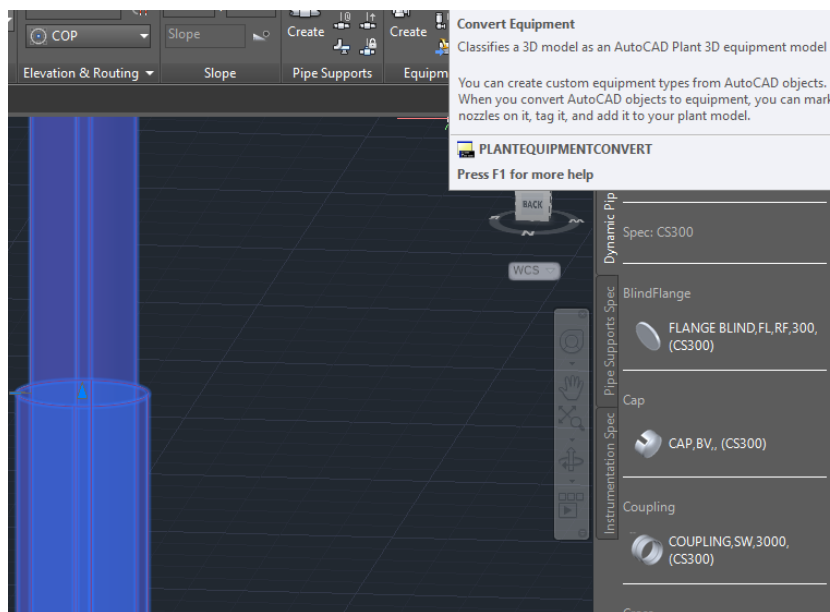 COP
Slope
Create
Create
Elevation & Routing
Slope
Pipe Supports
Equipm
Convert Equipment
Classifies a 3D model as an AutoCAD Plant 3D equipment model
You can create custom equipment types from AutoCAD objects.
When you convert AutoCAD objects to equipment, you can mark
nozzles on it, tag it, and add it to your plant model.
PLANTEQUIPMENTCONVERT
Press F1 for more help
BACK
N
WCS
Dynamic Pip
Pipe Supports Spec
Instrumentation Spec
Spec: CS300
BlindFlange
FLANGE BLIND,FL,RF,300,
(CS300)
Cap
CAP,BV,, (CS300)
Coupling
COUPLING,SW,3000,
(CS300)